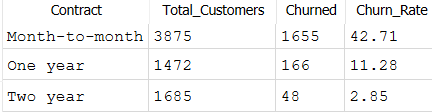 Contract Total_Customers Churned Churn_Rate
Month-to-month 3875 1655 42.71
One year 1472 166 11.28
Two year 1685 48 2.85